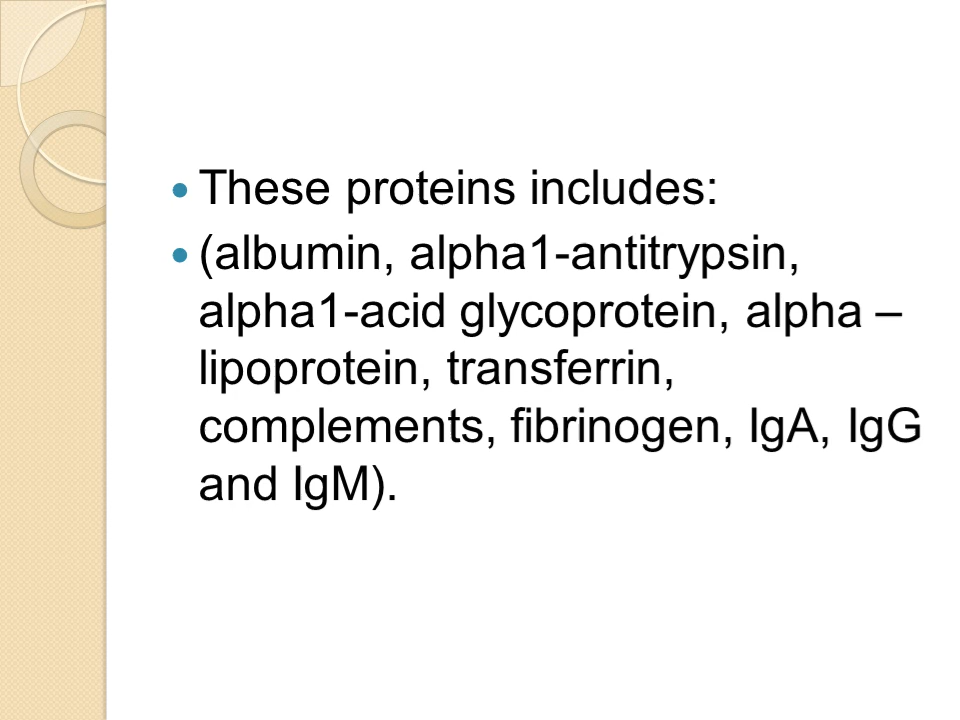 These proteins includes:
(albumin, alpha1-antitrypsin,
alpha1-acid glycoprotein, alpha –
lipoprotein, transferrin,
complements, fibrinogen, IgA, IgG
and IgM).